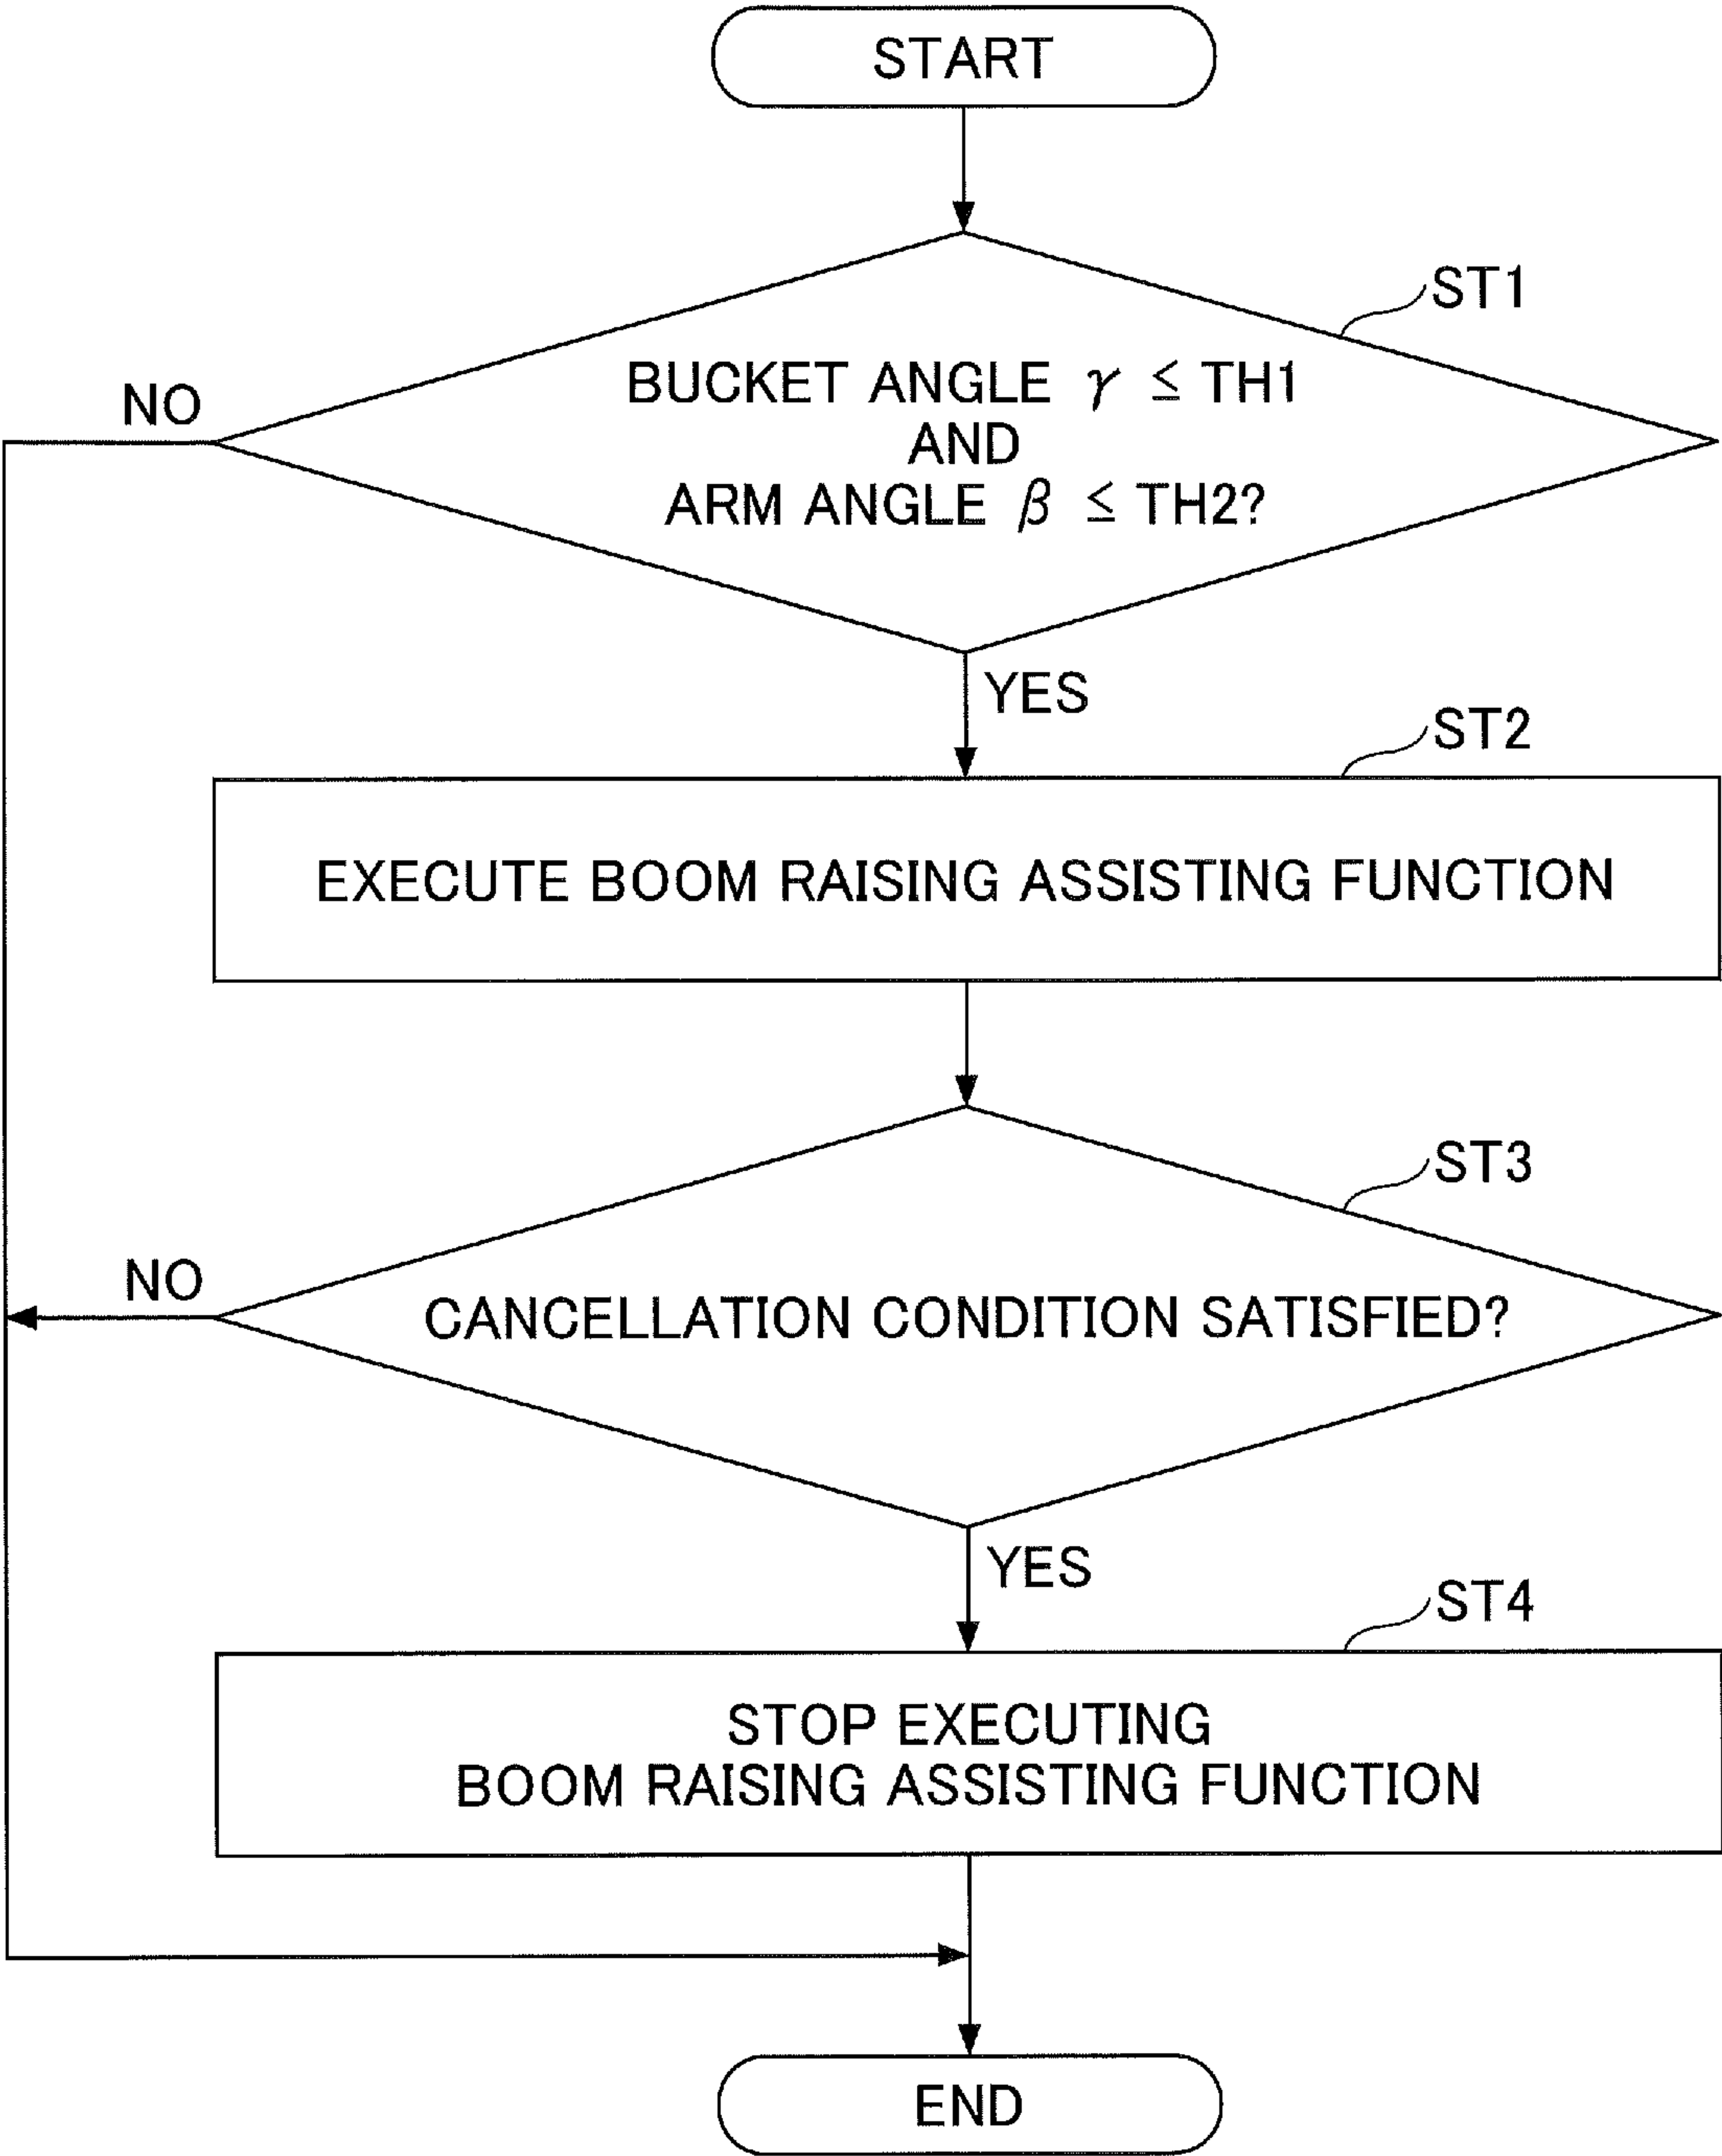 START
ST1
BUCKET ANGLE γ ≤ TH1
NO
AND
ARM ANGLE β ≤ TH2?
YES
ST2
EXECUTE BOOM RAISING ASSISTING FUNCTION
ST3
NO
CANCELLATION CONDITION SATISFIED?
YES
ST4
STOP EXECUTING
BOOM RAISING ASSISTING FUNCTION
END